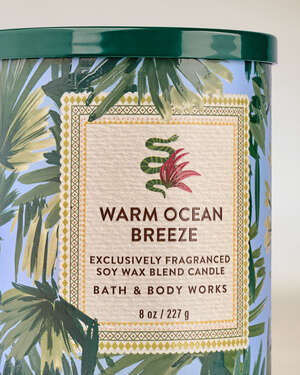 WARM OCEAN
BREEZE
EXCLUSIVELY FRAGRANCED
SOY WAX BLEND CANDLE
BATH & BODY WORKS
8 oz / 227 g